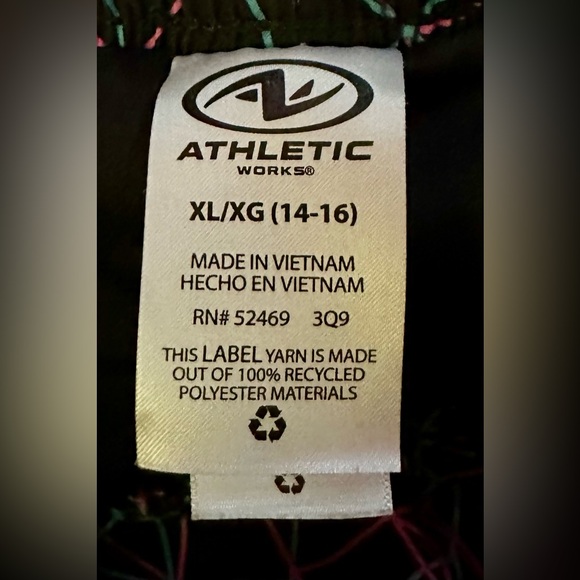 ATHLETIC
WORKS®
XL/XG (14-16)
MADE IN VIETNAM
HECHO EN VIETNAM
RN# 52469 3Q9
THIS LABEL YARN IS MADE
OUT OF 100% RECYCLED
POLYESTER MATERIALS